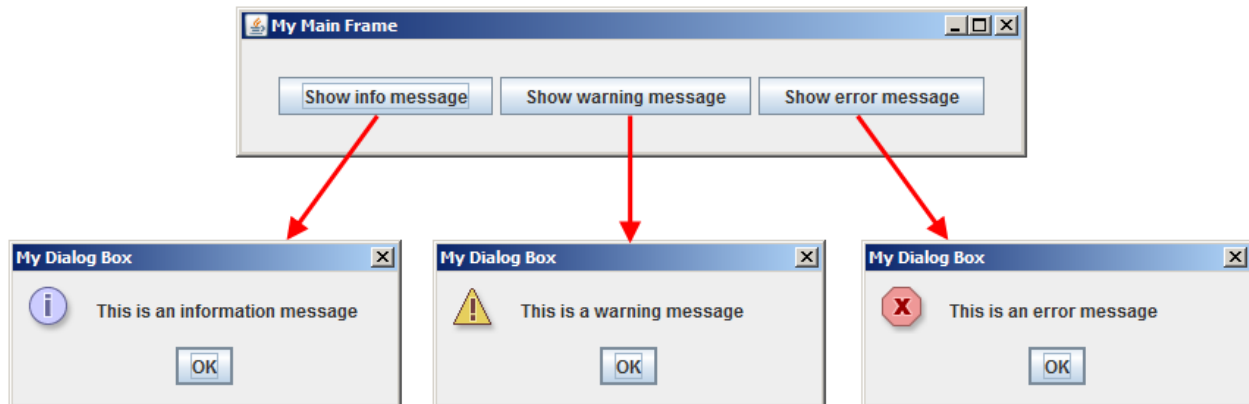 My Main Frame
Show info message
Show warning message
Show error message
My Dialog Box
i
This is an information message
OK
My Dialog Box
!
This is a warning message
OK
My Dialog Box
x
This is an error message
OK